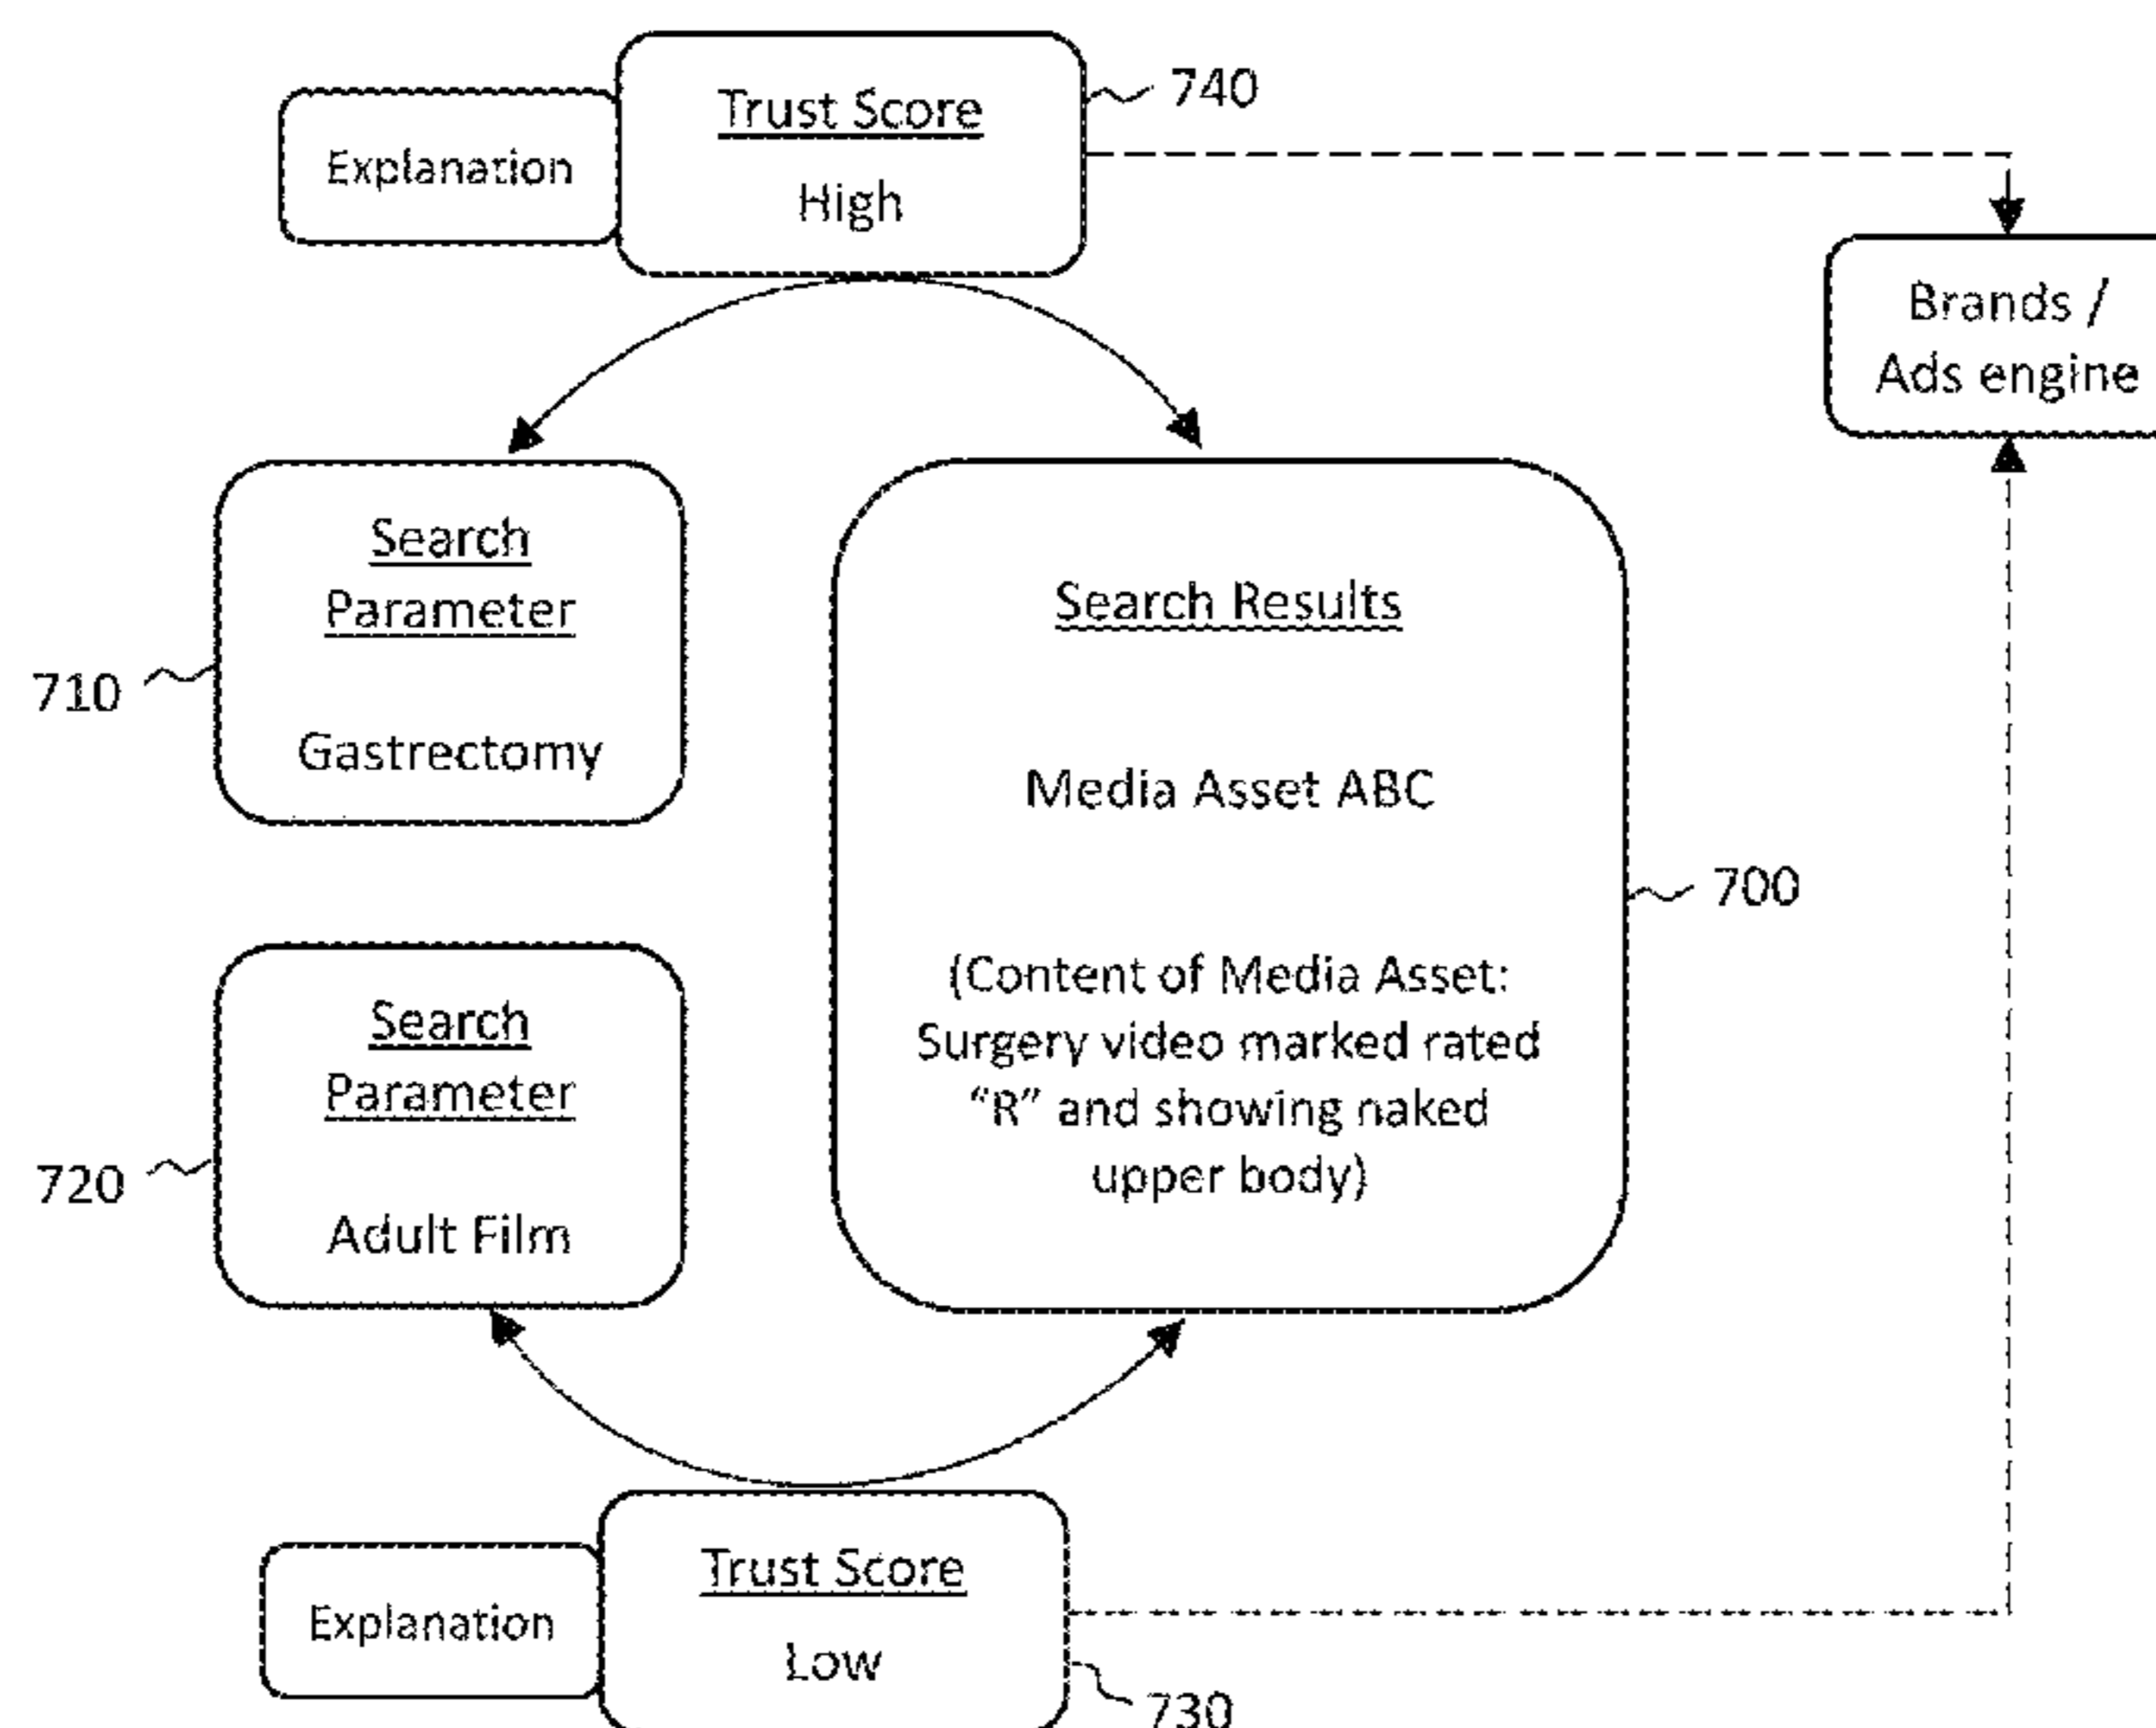 Trust Score
High
740
Explanation
Brands /
Ads engine
Search
Parameter
Gastrectomy
710
Search Results
Media Asset ABC
(Content of Media Asset:
Surgery video marked rated
“R” and showing naked
upper body)
700
Search
Parameter
Adult Film
720
Trust Score
Low
Explanation
730